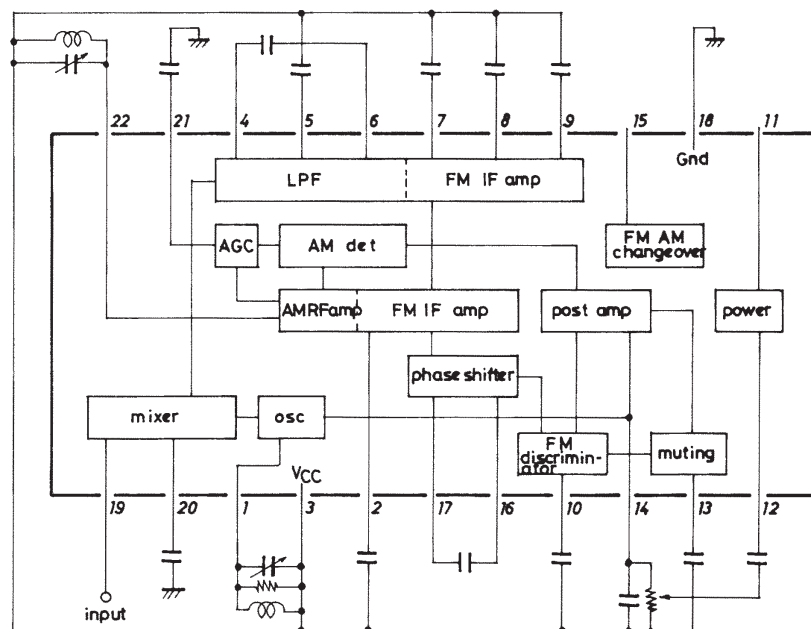 22 21 4 5 6 7 8 9 15 18 11
Gnd
LPF FM IF amp
AGC AM det FM AM
changeover
AMRFamp FM IF amp post amp power
phase shifter
mixer osc FM
discrimin-
ator muting
VCC
19 20 1 3 2 17 16 10 14 13 12
input